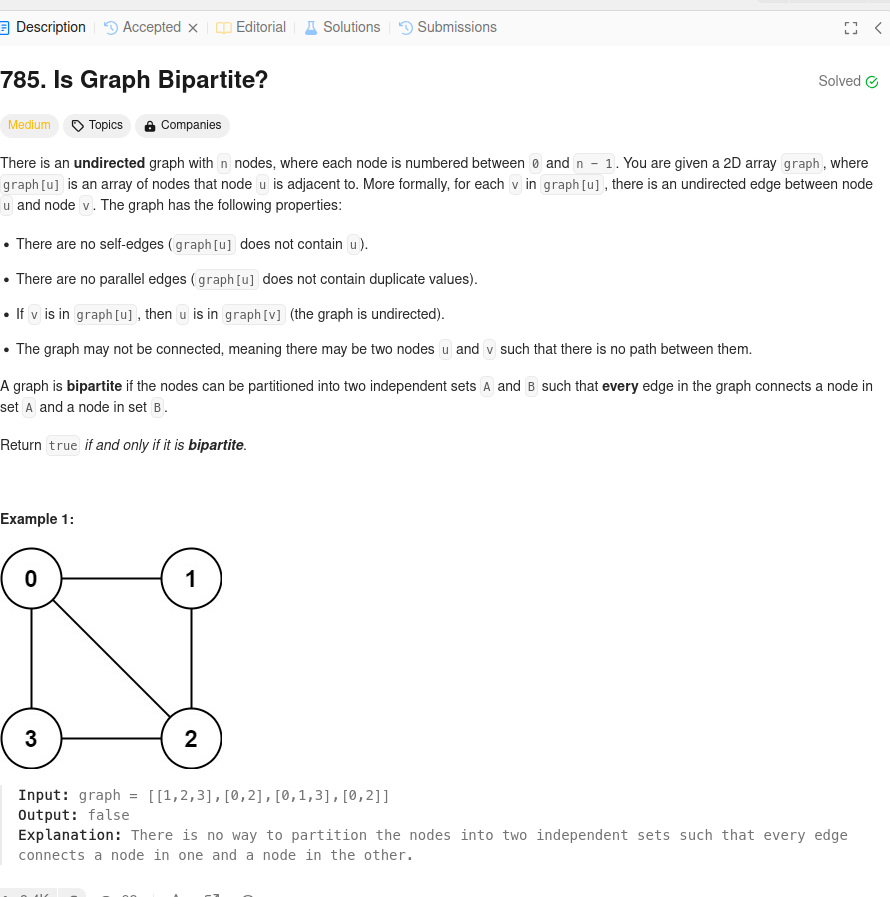 Description Accepted Editorial Solutions Submissions
785. Is Graph Bipartite?
Solved
Medium Topics Companies
There is an undirected graph with n nodes, where each node is numbered between 0 and n - 1. You are given a 2D array graph, where
graph[u] is an array of nodes that node u is adjacent to. More formally, for each v in graph[u], there is an undirected edge between node
u and node v. The graph has the following properties:
• There are no self-edges (graph[u] does not contain u).
• There are no parallel edges (graph[u] does not contain duplicate values).
• If v is in graph[u], then u is in graph[v] (the graph is undirected).
• The graph may not be connected, meaning there may be two nodes u and v such that there is no path between them.
A graph is bipartite if the nodes can be partitioned into two independent sets A and B such that every edge in the graph connects a node in
set A and a node in set B.
Return true if and only if it is bipartite.
Example 1:
0 1
3 2
Input: graph = [[1,2,3],[0,2],[0,1,3],[0,2]]
Output: false
Explanation: There is no way to partition the nodes into two independent sets such that every edge
connects a node in one and a node in the other.